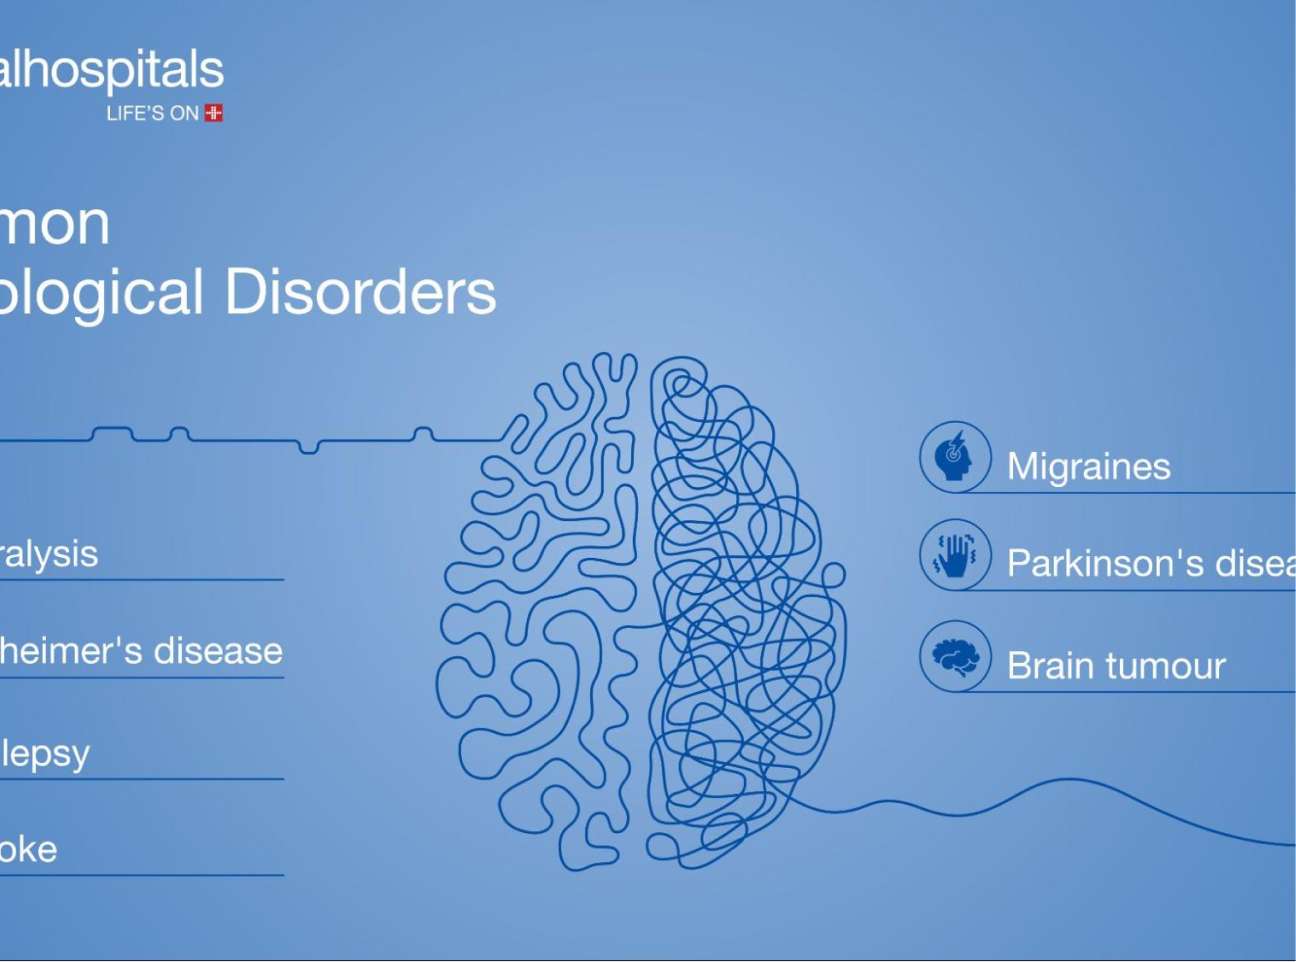 alhospitals
LIFE'S ON
mon
ological Disorders
ralysis
heimer's disease
lepsy
oke
Migraines
Parkinson's disea
Brain tumour